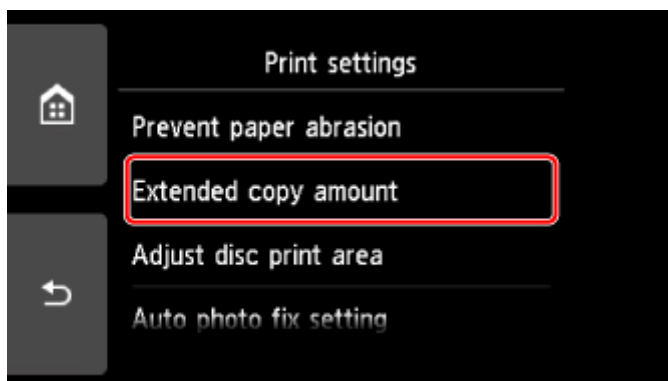 Print settings
Prevent paper abrasion
Extended copy amount
Adjust disc print area
Auto photo fix setting